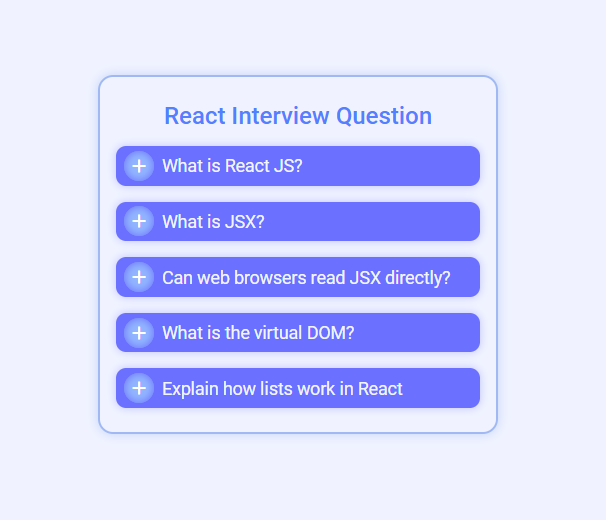 React Interview Question
What is React JS?
What is JSX?
Can web browsers read JSX directly?
What is the virtual DOM?
Explain how lists work in React